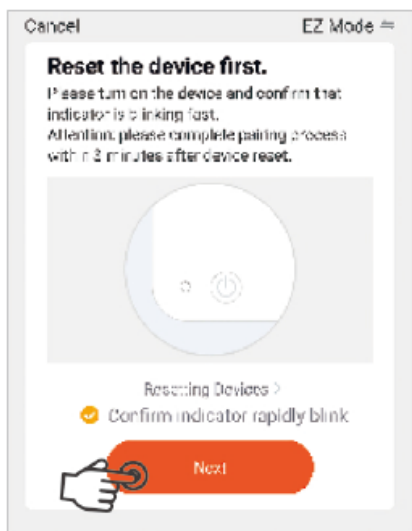 Cancel EZ Mode ⇋
Reset the device first.
Please turn on the device and confirm that
indicator is blinking fast.
Attention: please complete pairing process
within 3 minutes after device reset.
Resetting Devices >
Confirm indicator rapidly blink
Next